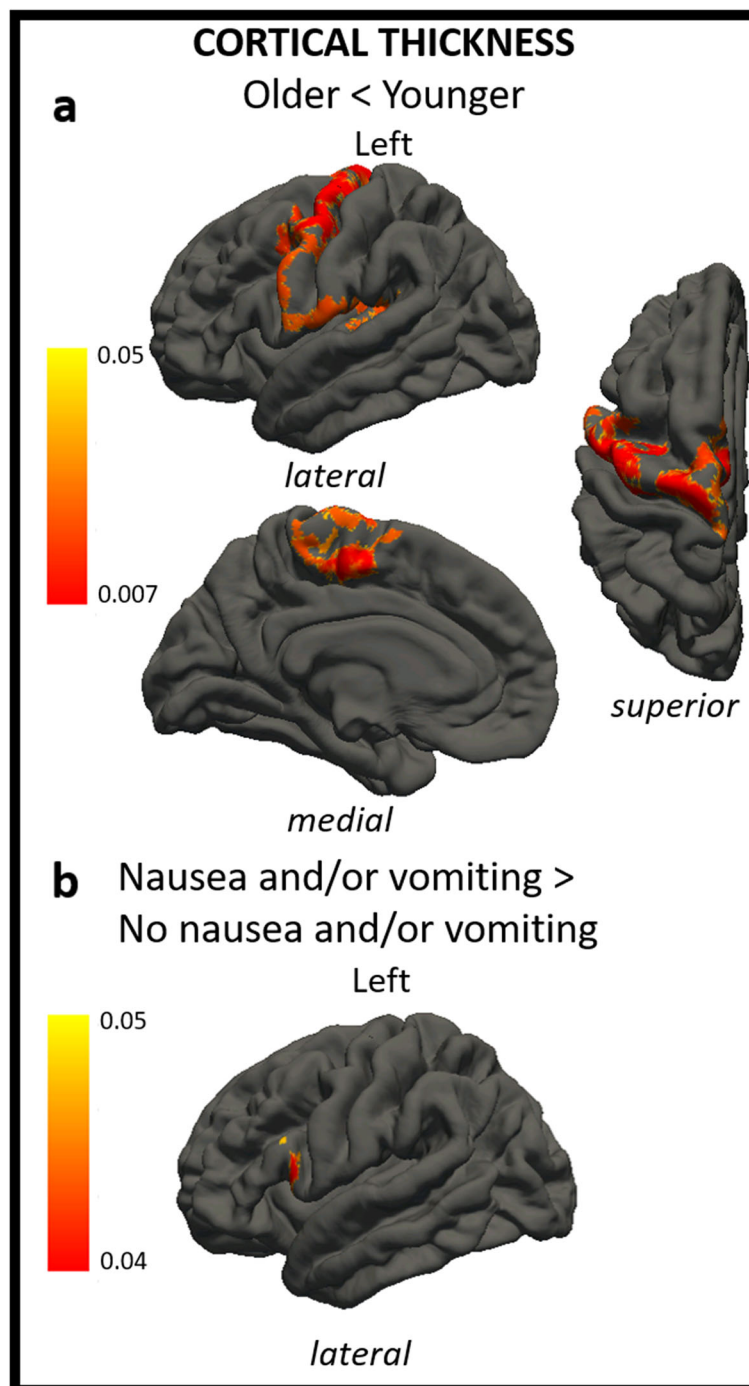 CORTICAL THICKNESS
a
Older < Younger
Left
0.05
0.007
lateral
superior
medial
b
Nausea and/or vomiting >
No nausea and/or vomiting
Left
0.05
0.04
lateral